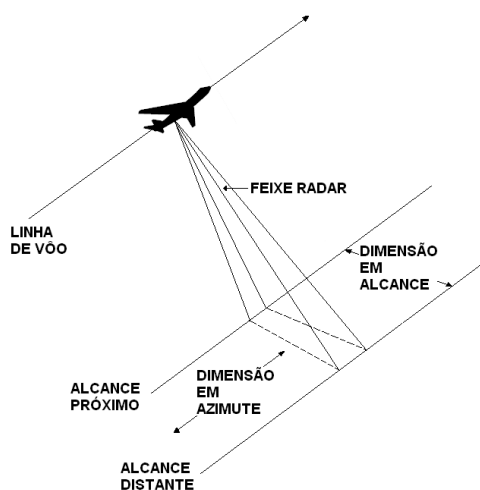 FEIXE RADAR
LINHA
DE VÔO
DIMENSÃO
EM
ALCANCE
DIMENSÃO
EM
AZIMUTE
ALCANCE
PRÓXIMO
ALCANCE
DISTANTE